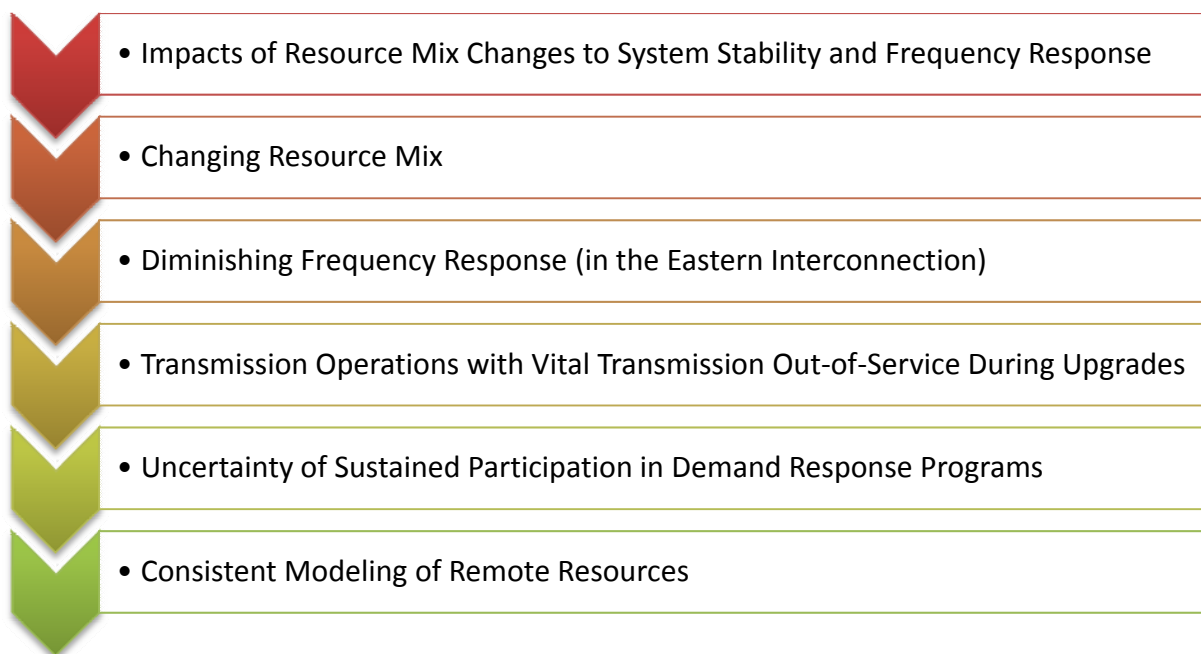 • Impacts of Resource Mix Changes to System Stability and Frequency Response
• Changing Resource Mix
• Diminishing Frequency Response (in the Eastern Interconnection)
• Transmission Operations with Vital Transmission Out-of-Service During Upgrades
• Uncertainty of Sustained Participation in Demand Response Programs
• Consistent Modeling of Remote Resources